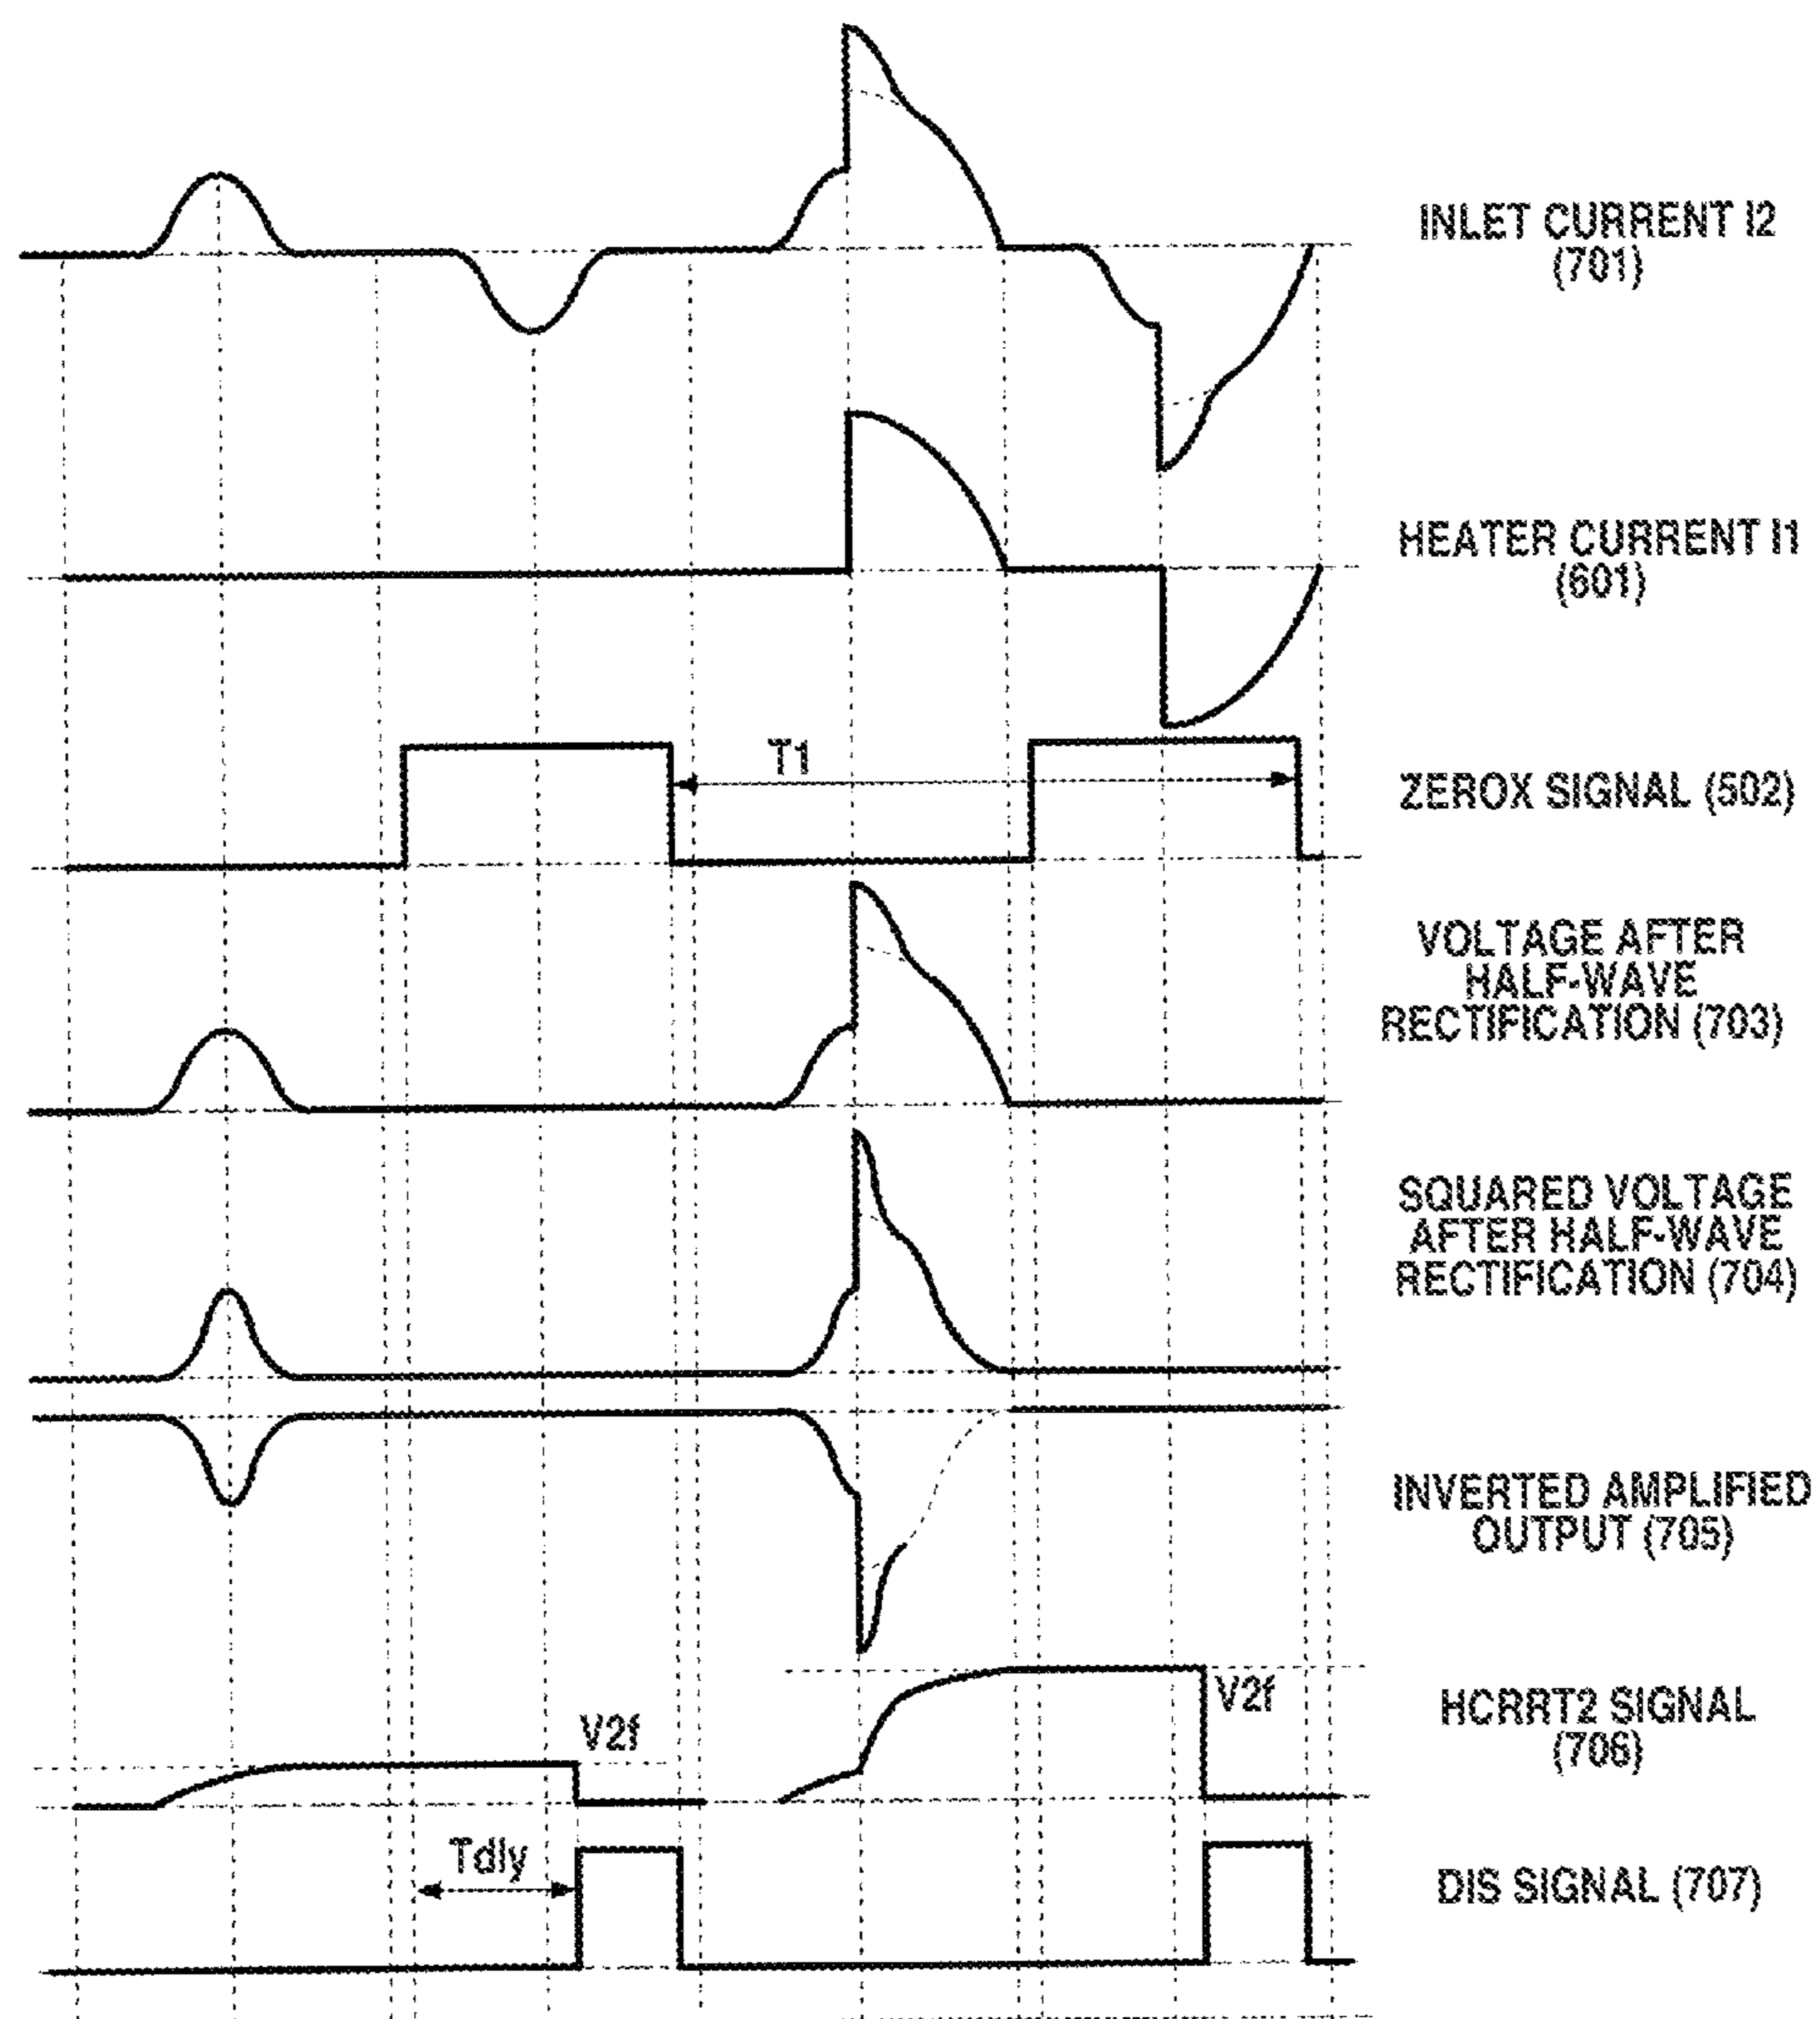 INLET CURRENT I2
(701)
HEATER CURRENT I1
(601)
T1
ZEROX SIGNAL (502)
VOLTAGE AFTER
HALF-WAVE
RECTIFICATION (703)
SQUARED VOLTAGE
AFTER HALF-WAVE
RECTIFICATION (704)
INVERTED AMPLIFIED
OUTPUT (705)
V2f
V2f
HCRRT2 SIGNAL
(706)
Tdly
DIS SIGNAL (707)